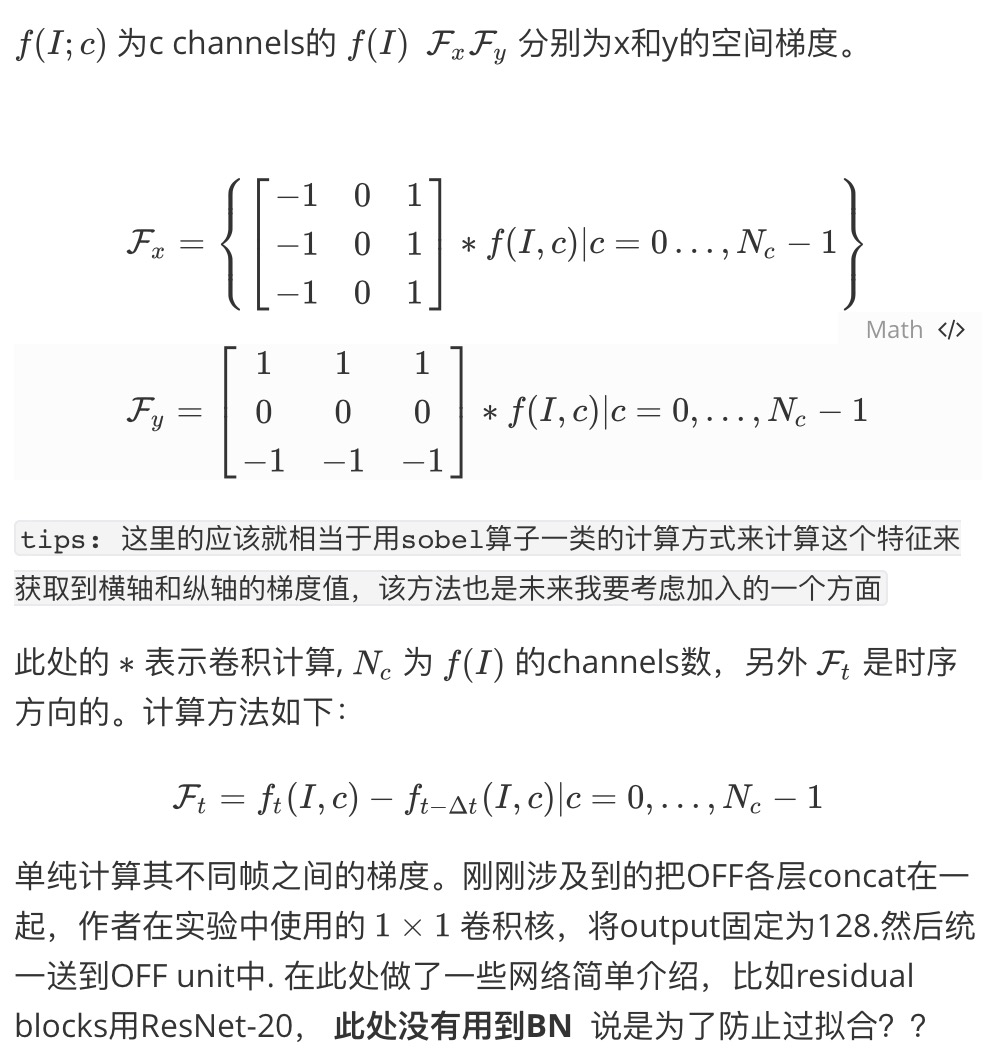 f(I;c) 为c channels的 f(I) 𝓕ₓ𝓕ᵧ 分别为x和y的空间梯度。
\mathcal{F}_x = \left\{ \begin{bmatrix} -1 & 0 & 1 \\ -1 & 0 & 1 \\ -1 & 0 & 1 \end{bmatrix} * f(I,c)|c = 0\ldots,N_c-1 \right\}
Math </>
\mathcal{F}_y = \begin{bmatrix} 1 & 1 & 1 \\ 0 & 0 & 0 \\ -1 & -1 & -1 \end{bmatrix} * f(I,c)|c = 0,\ldots,N_c-1
tips: 这里的应该就相当于用sobel算子一类的计算方式来计算这个特征来
获取到横轴和纵轴的梯度值，该方法也是未来我要考虑加入的一个方面
此处的 * 表示卷积计算, N_c 为 f(I) 的channels数，另外 \mathcal{F}_t 是时序
方向的。计算方法如下：
\mathcal{F}_t = f_t(I,c) - f_{t-\Delta t}(I,c)|c = 0,\ldots,N_c-1
单纯计算其不同帧之间的梯度。刚刚涉及到的把OFF各层concat在一
起，作者在实验中使用的 1 × 1 卷积核，将output固定为128.然后统
一送到OFF unit中. 在此处做了一些网络简单介绍，比如residual
blocks用ResNet-20， 此处没有用到BN 说是为了防止过拟合？？